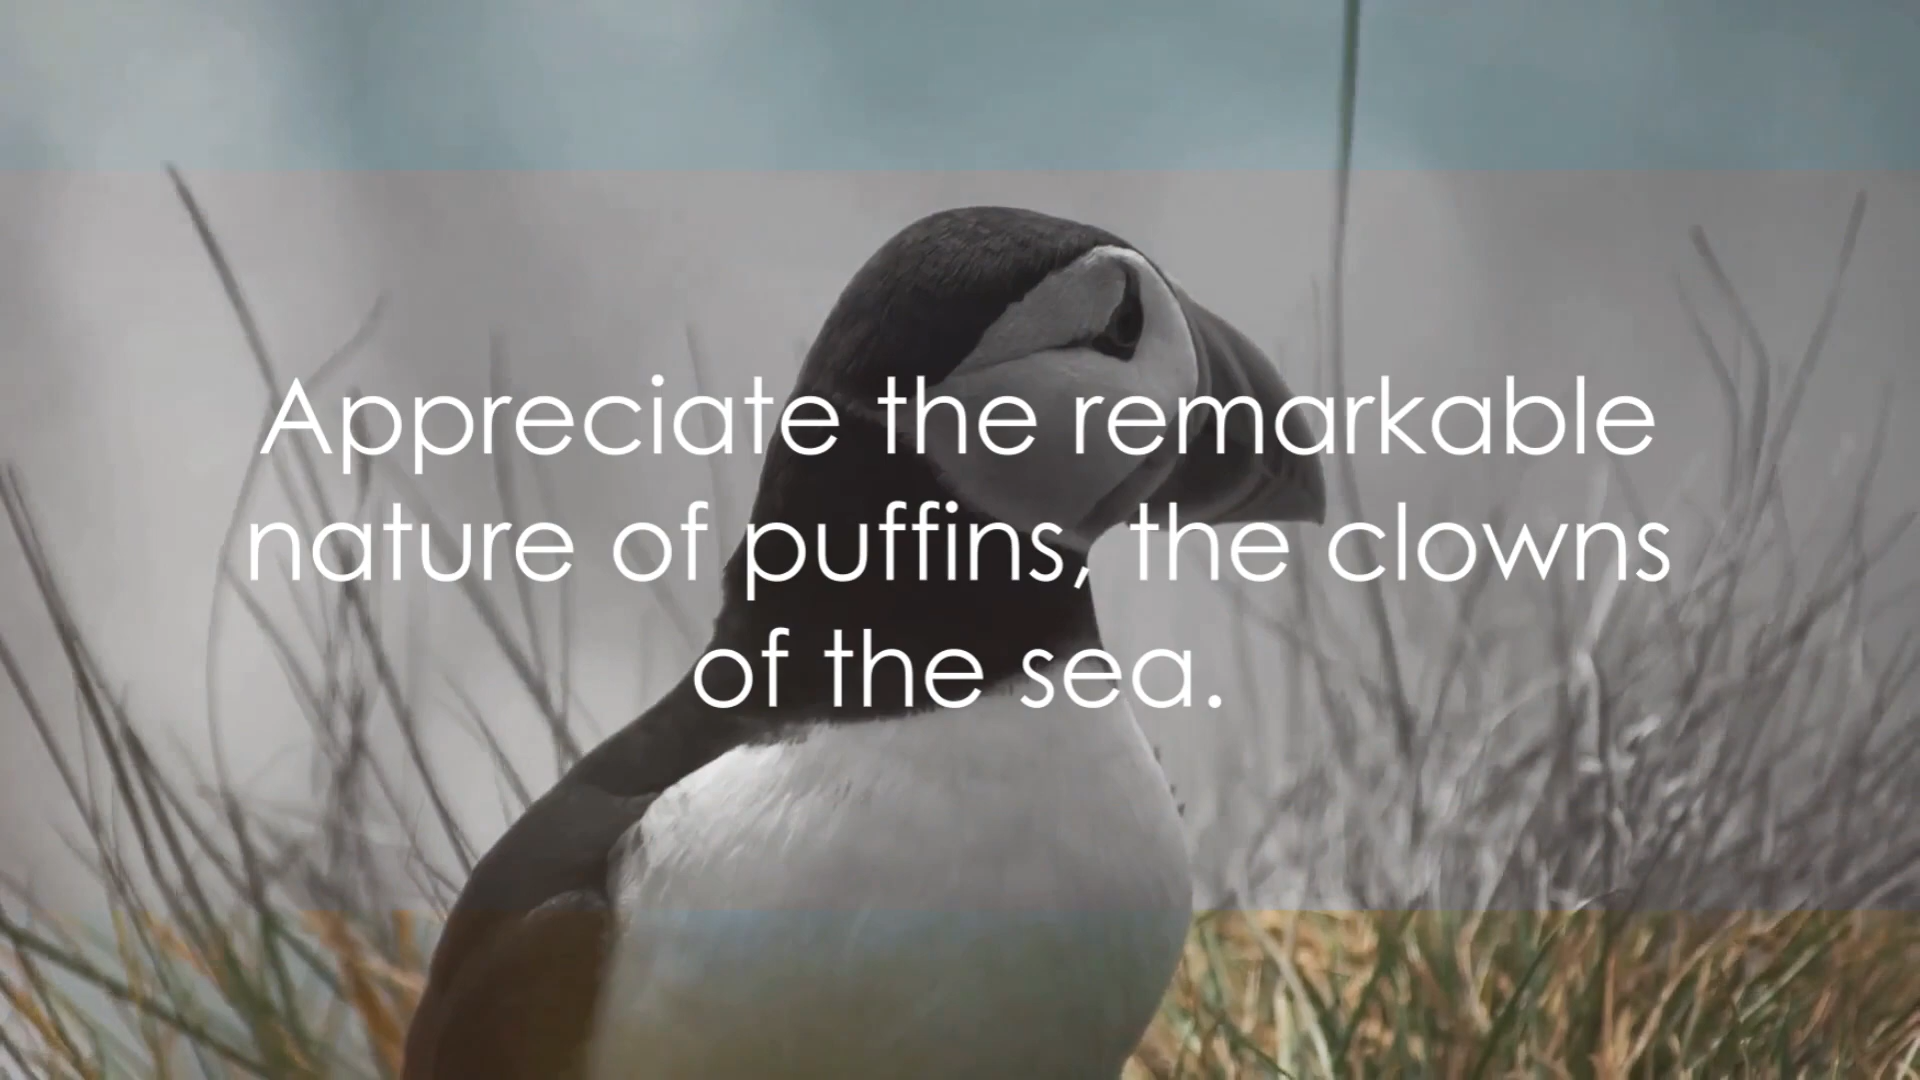 Appreciate the remarkable
nature of puffins, the clowns
of the sea.